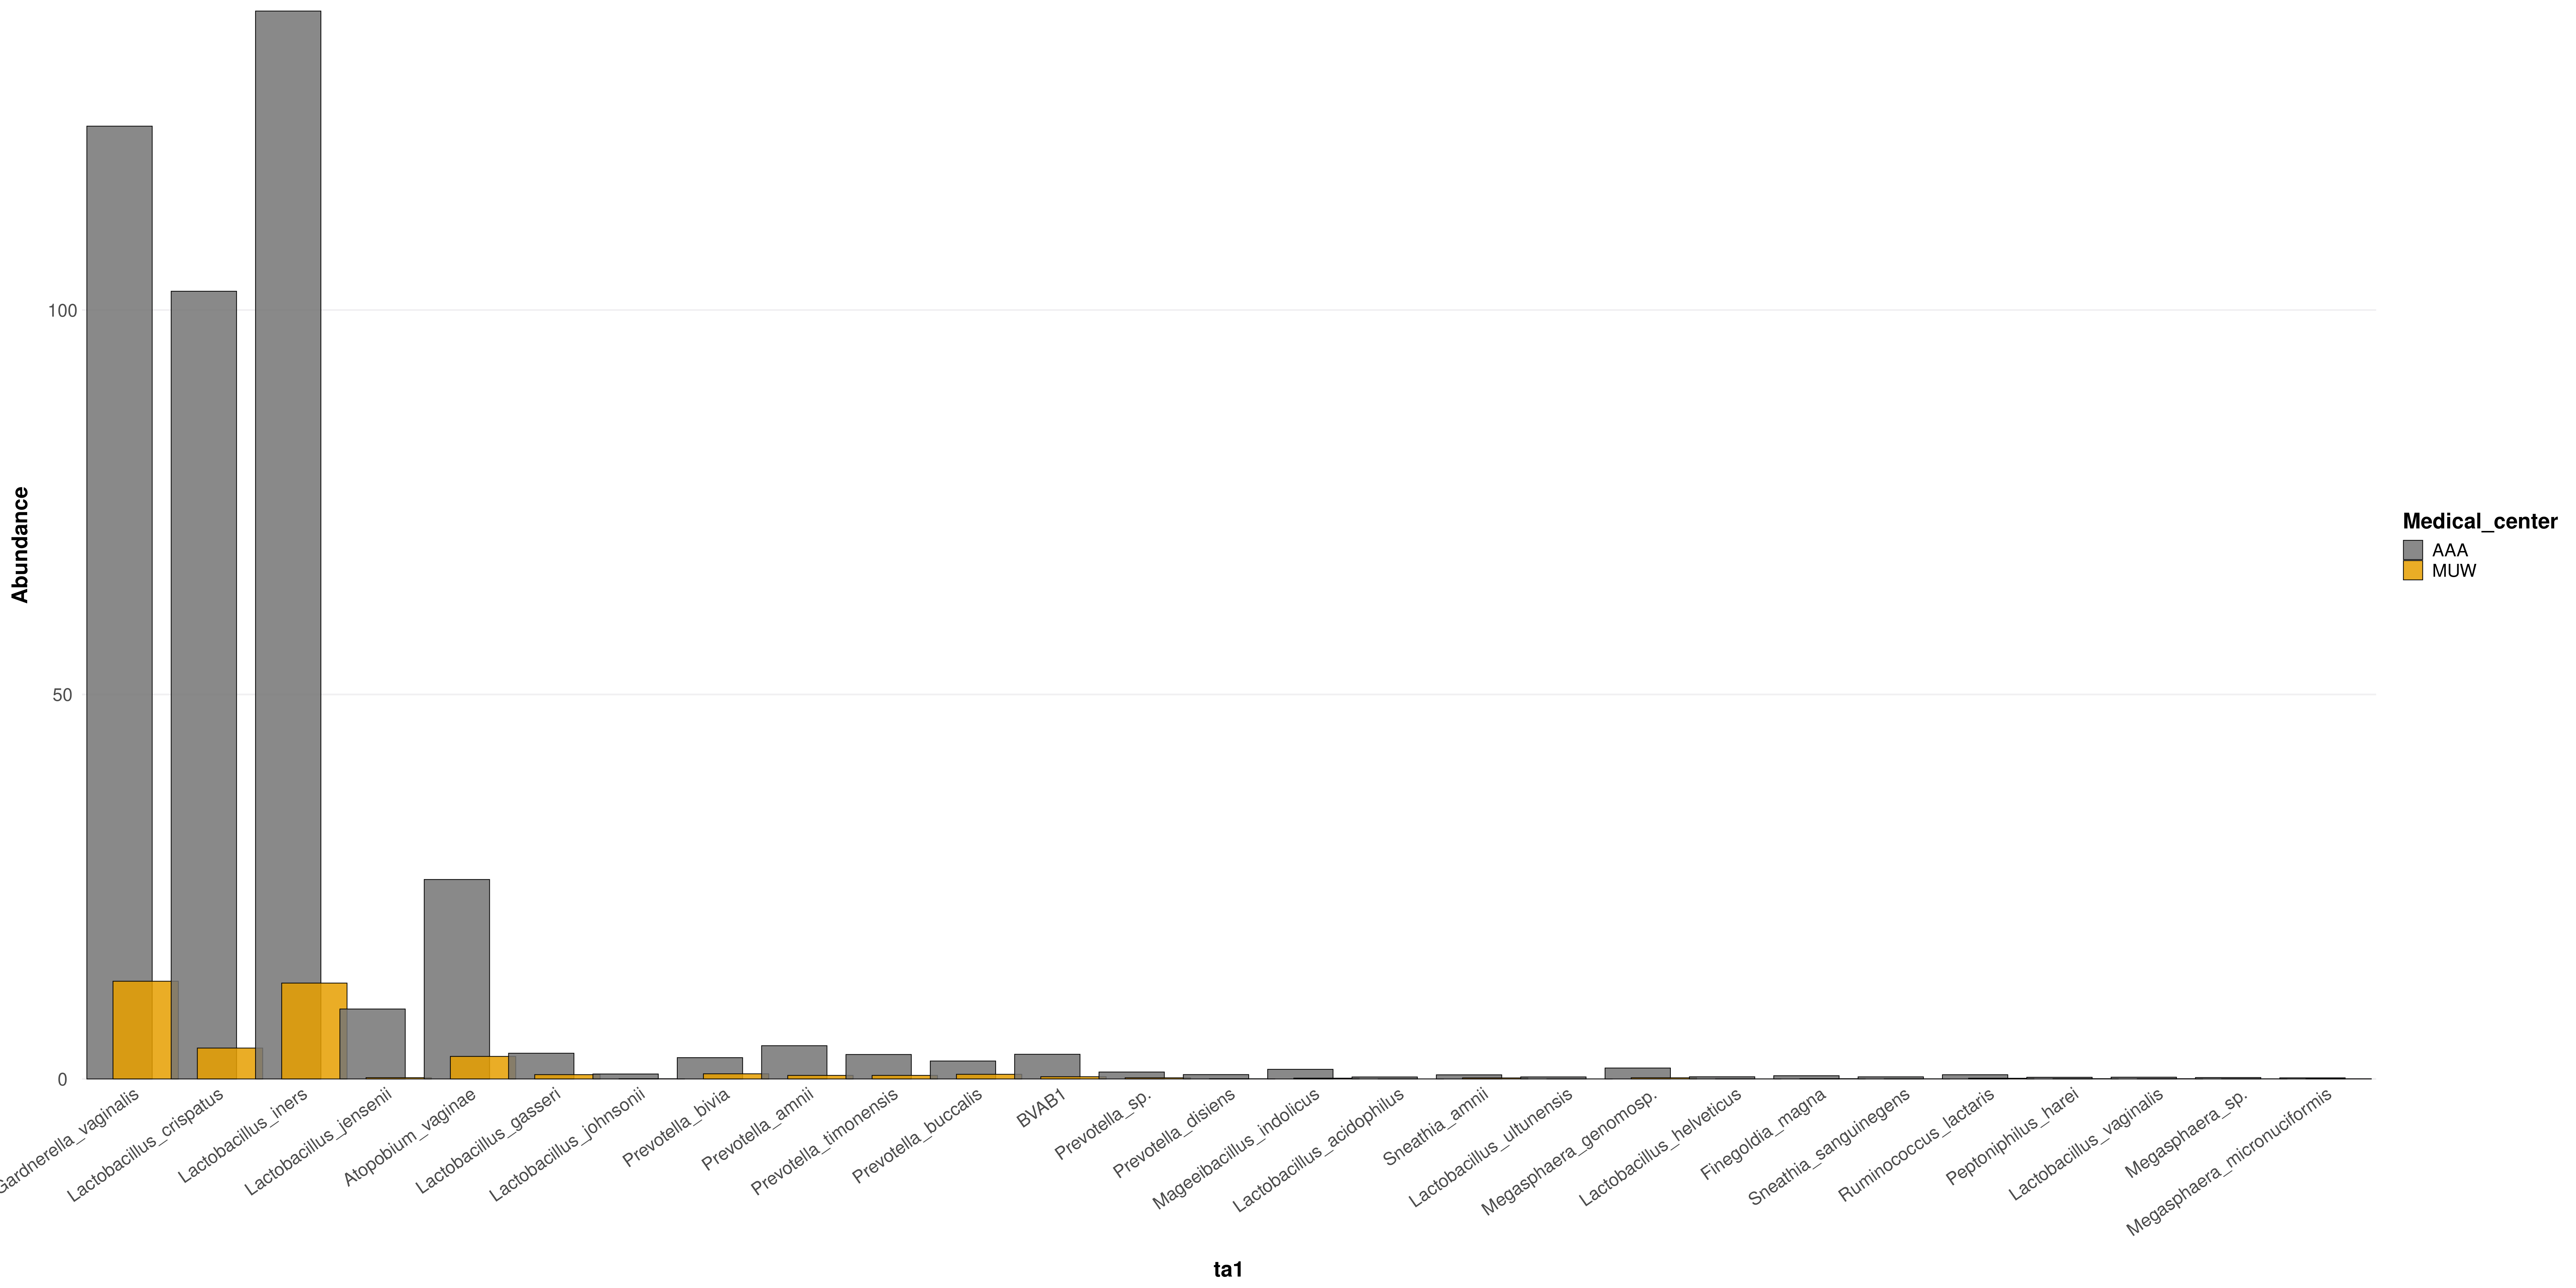 Abundance
100
50
0
Gardnerella_vaginalis
Lactobacillus_crispatus
Lactobacillus_iners
Lactobacillus_jensenii
Atopobium_vaginae
Lactobacillus_gasseri
Lactobacillus_johnsonii
Prevotella_bivia
Prevotella_amnii
Prevotella_timonensis
Prevotella_buccalis
BVAB1
Prevotella_sp.
Prevotella_disiens
Mageeibacillus_indolicus
Lactobacillus_acidophilus
Sneathia_amnii
Lactobacillus_ultunensis
Megasphaera_genomosp.
Lactobacillus_helveticus
Finegoldia_magna
Sneathia_sanguinegens
Ruminococcus_lactaris
Peptoniphilus_harei
Lactobacillus_vaginalis
Megasphaera_sp.
Megasphaera_micronuciformis
ta1
Medical_center
AAA
MUW